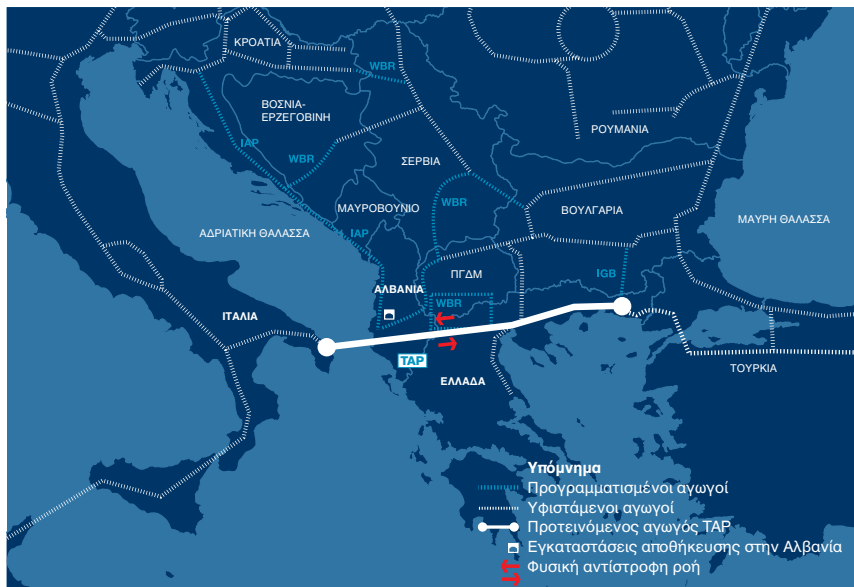 ΚΡΟΑΤΙΑ
WBR
ΒΟΣΝΙΑ-
ΕΡΖΕΓΟΒΙΝΗ
ΡΟΥΜΑΝΙΑ
IAP
WBR
ΣΕΡΒΙΑ
WBR
ΜΑΥΡΟΒΟΥΝΙΟ
ΒΟΥΛΓΑΡΙΑ
ΜΑΥΡΗ ΘΑΛΑΣΣΑ
ΑΔΡΙΑΤΙΚΗ ΘΑΛΑΣΣΑ
IAP
ΠΓΔΜ
IGB
ΑΛΒΑΝΙΑ
WBR
ΙΤΑΛΙΑ
TAP
ΤΟΥΡΚΙΑ
ΕΛΛΑΔΑ
Υπόμνημα
Προγραμματισμένοι αγωγοί
Υφιστάμενοι αγωγοί
Προτεινόμενος αγωγός TAP
Εγκαταστάσεις αποθήκευσης στην Αλβανία
Φυσική αντίστροφη ροή